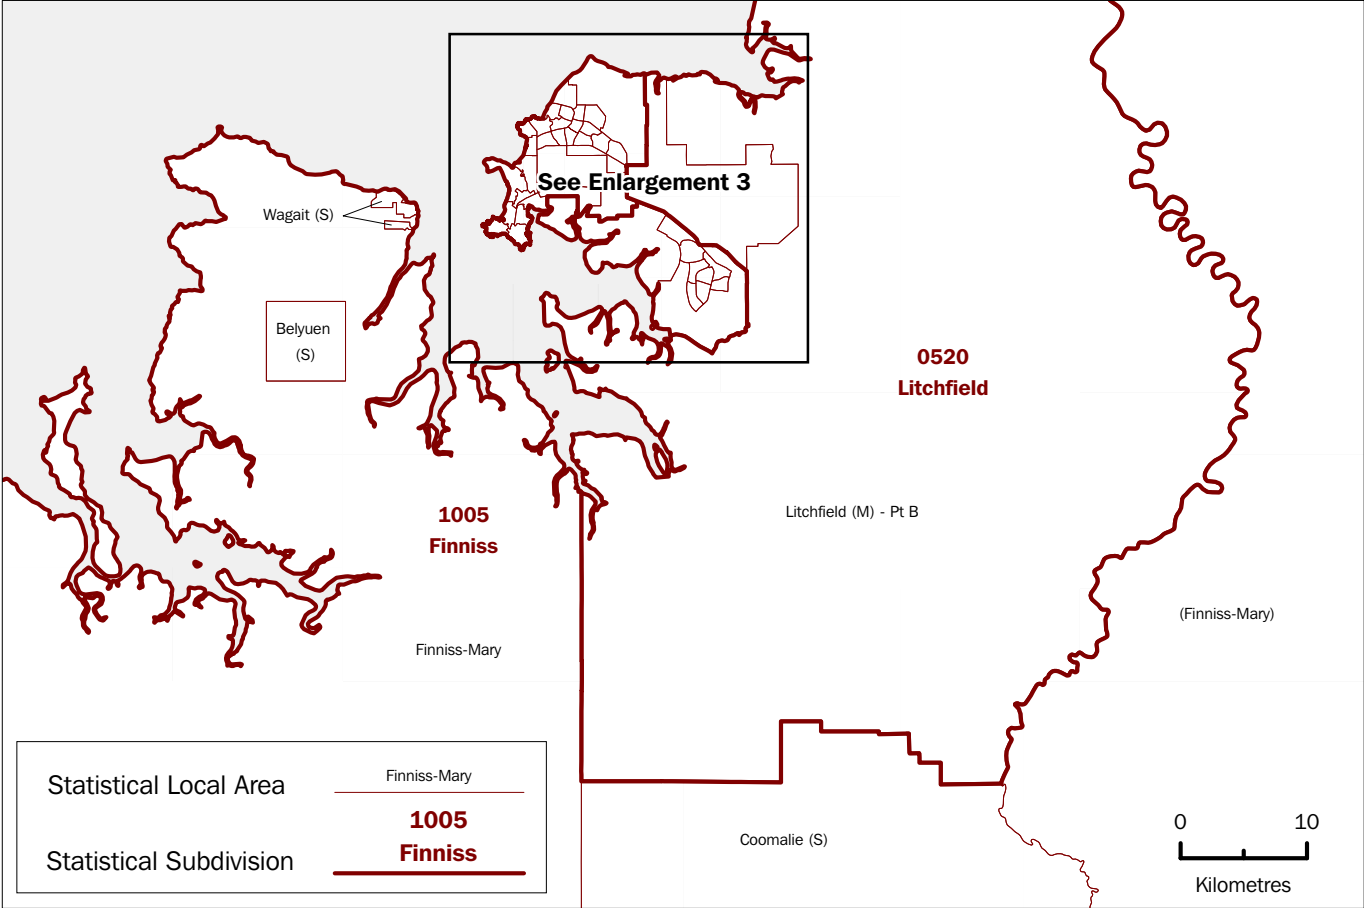 See Enlargement 3
Wagait (S)
Belyuen
(S)
0520
Litchfield
1005
Finniss
Litchfield (M) - Pt B
(Finniss-Mary)
Finniss-Mary
Statistical Local Area
Finniss-Mary
1005
Finniss
Statistical Subdivision
Coomalie (S)
0 10
Kilometres